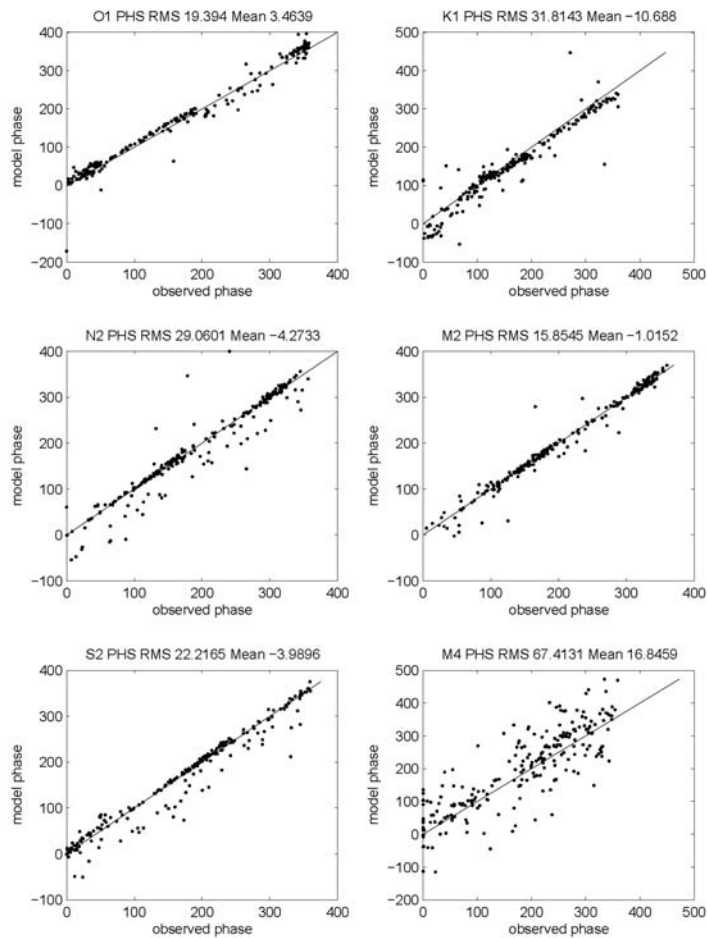 O1 PHS RMS 19.394 Mean 3.4639
400
300
200
100
0
−100
−200
0 100 200 300 400
model phase
observed phase
K1 PHS RMS 31.8143 Mean −10.688
500
400
300
200
100
0
−100
0 100 200 300 400 500
model phase
observed phase
N2 PHS RMS 29.0601 Mean −4.2733
400
300
200
100
0
−100
0 100 200 300 400
model phase
observed phase
M2 PHS RMS 15.8545 Mean −1.0152
400
300
200
100
0
−100
0 100 200 300 400
model phase
observed phase
S2 PHS RMS 22.2165 Mean −3.9896
400
300
200
100
0
−100
0 100 200 300 400
model phase
observed phase
M4 PHS RMS 67.4131 Mean 16.8459
500
400
300
200
100
0
−100
−200
0 100 200 300 400 500
model phase
observed phase